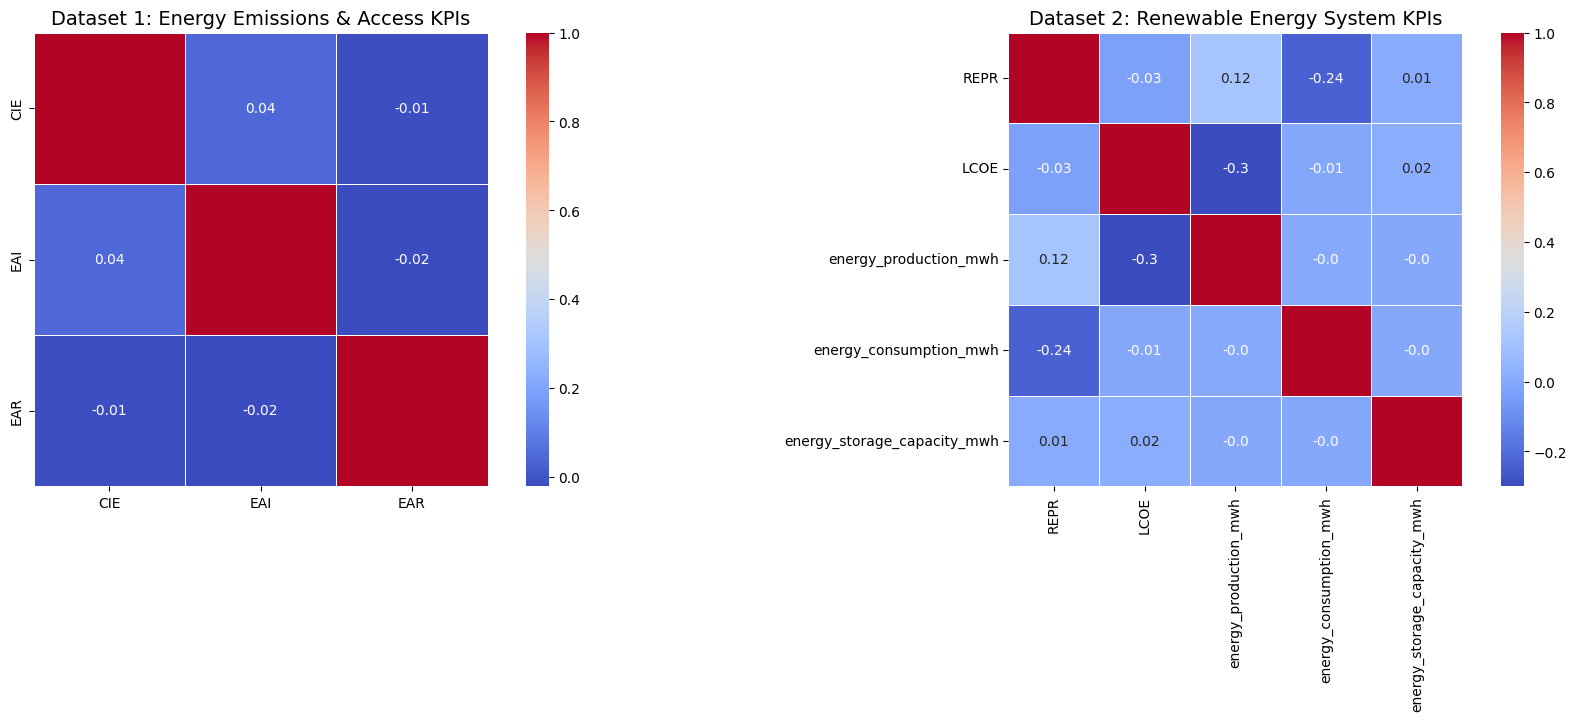 Dataset 1: Energy Emissions & Access KPIs
CIE
0.04
-0.01
EAI
0.04
-0.02
EAR
-0.01
-0.02
CIE
EAI
EAR
1.0
0.8
0.6
0.4
0.2
0.0
Dataset 2: Renewable Energy System KPIs
REPR
-0.03
0.12
-0.24
0.01
LCOE
-0.03
-0.3
-0.01
0.02
energy_production_mwh
0.12
-0.3
-0.0
-0.0
energy_consumption_mwh
-0.24
-0.01
-0.0
-0.0
energy_storage_capacity_mwh
0.01
0.02
-0.0
-0.0
REPR
LCOE
energy_production_mwh
energy_consumption_mwh
energy_storage_capacity_mwh
1.0
0.8
0.6
0.4
0.2
0.0
−0.2